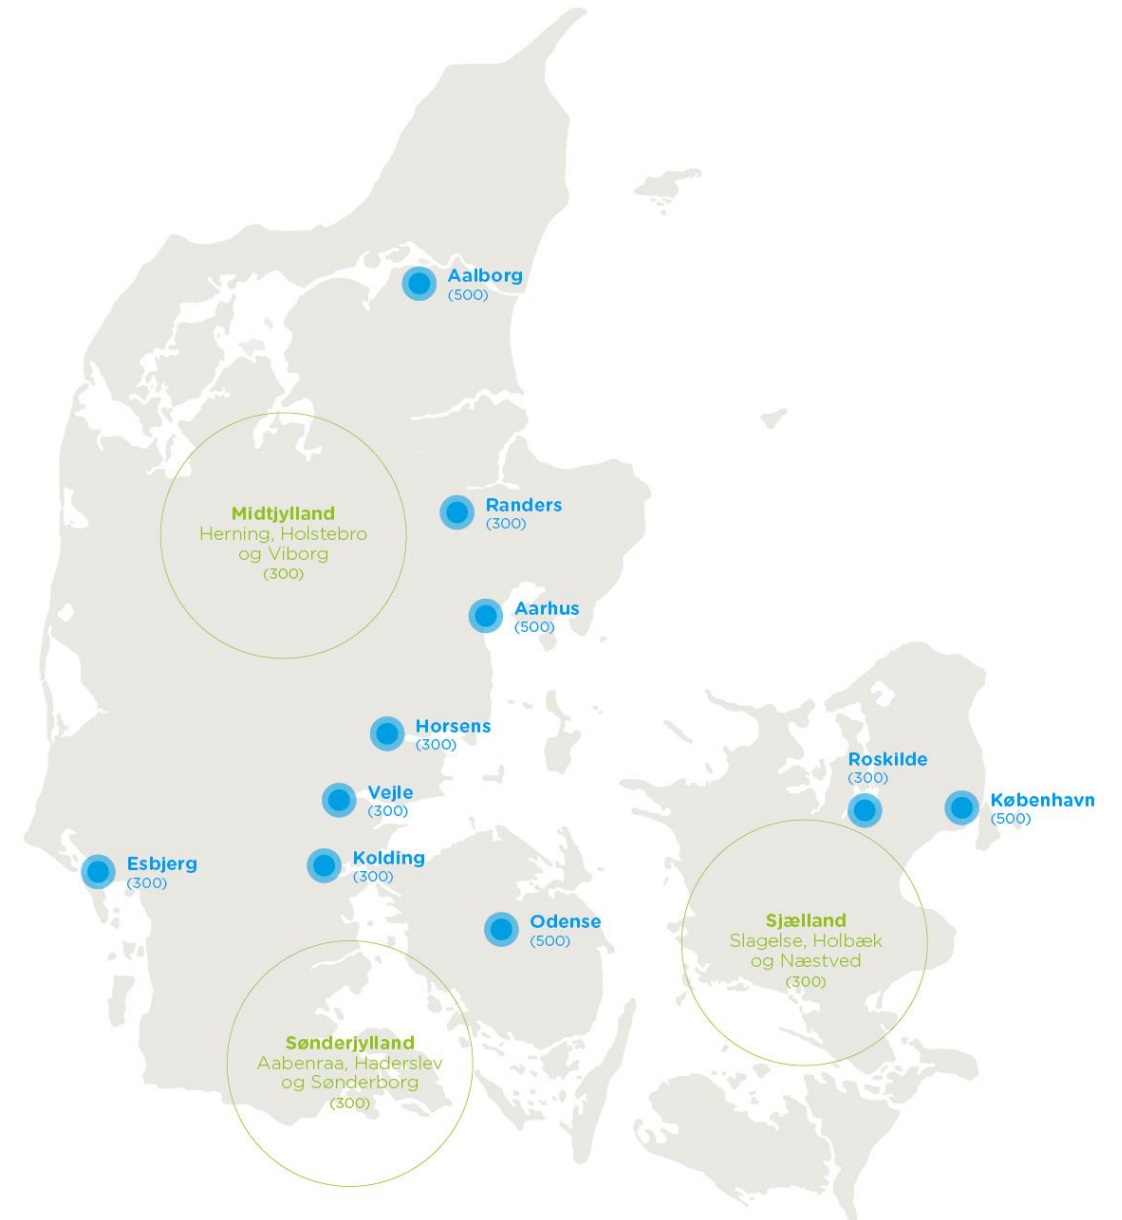 Aalborg
(500)
Randers
(300)
Midtjylland
Herning, Holstebro
og Viborg
(300)
Aarhus
(500)
Horsens
(300)
Vejle
(300)
Roskilde
(300)
København
(500)
Esbjerg
(300)
Kolding
(300)
Odense
(500)
Sjælland
Slagelse, Holbæk
og Næstved
(300)
Sønderjylland
Aabenraa, Haderslev
og Sønderborg
(300)